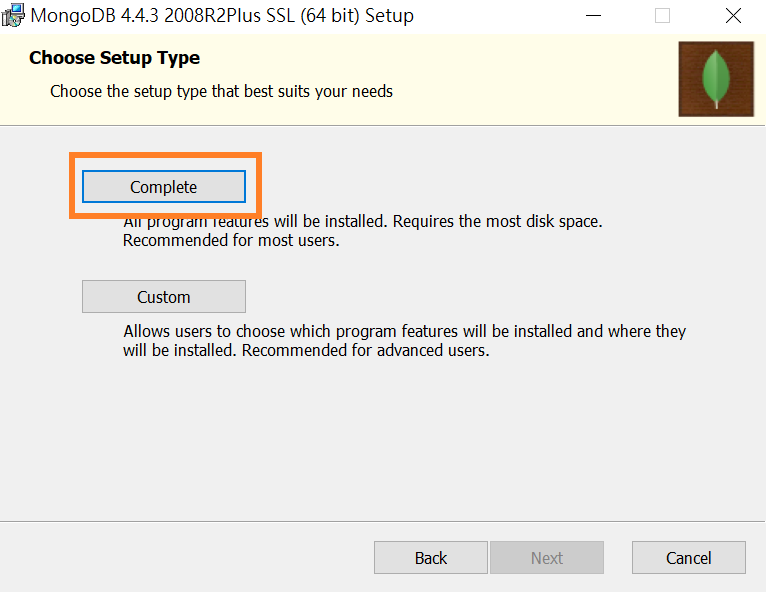 MongoDB 4.4.3 2008R2Plus SSL (64 bit) Setup
Choose Setup Type
Choose the setup type that best suits your needs
Complete
All program features will be installed. Requires the most disk space.
Recommended for most users.
Custom
Allows users to choose which program features will be installed and where they
will be installed. Recommended for advanced users.
Back
Next
Cancel